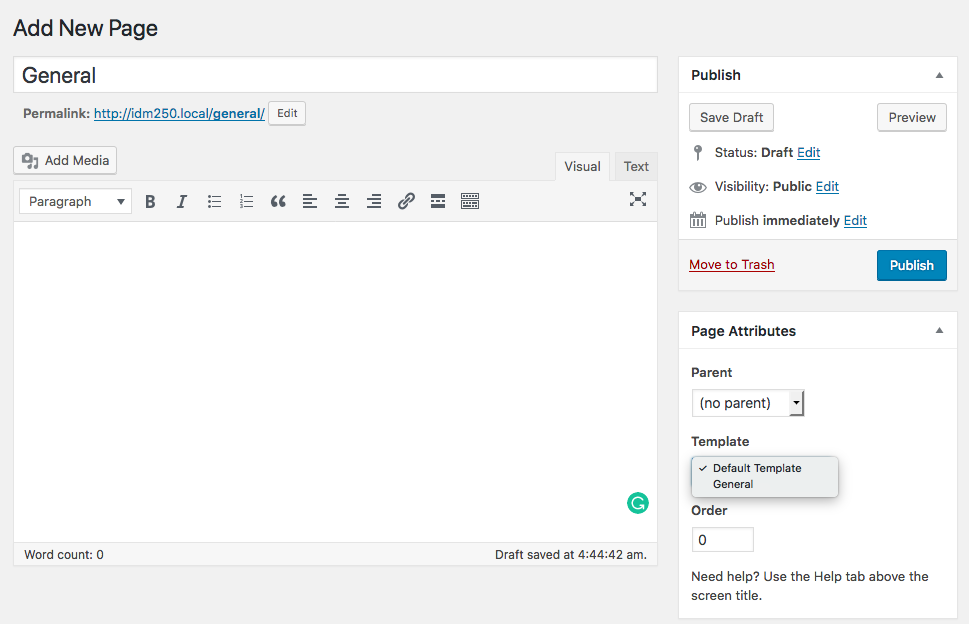 Add New Page
General
Permalink: http://idm250.local/general/ Edit
Add Media
Visual Text
Paragraph
Word count: 0
Draft saved at 4:44:42 am.
Publish
Save Draft
Preview
Status: Draft Edit
Visibility: Public Edit
Publish immediately Edit
Move to Trash
Publish
Page Attributes
Parent
(no parent)
Template
Default Template
General
Order
0
Need help? Use the Help tab above the
screen title.